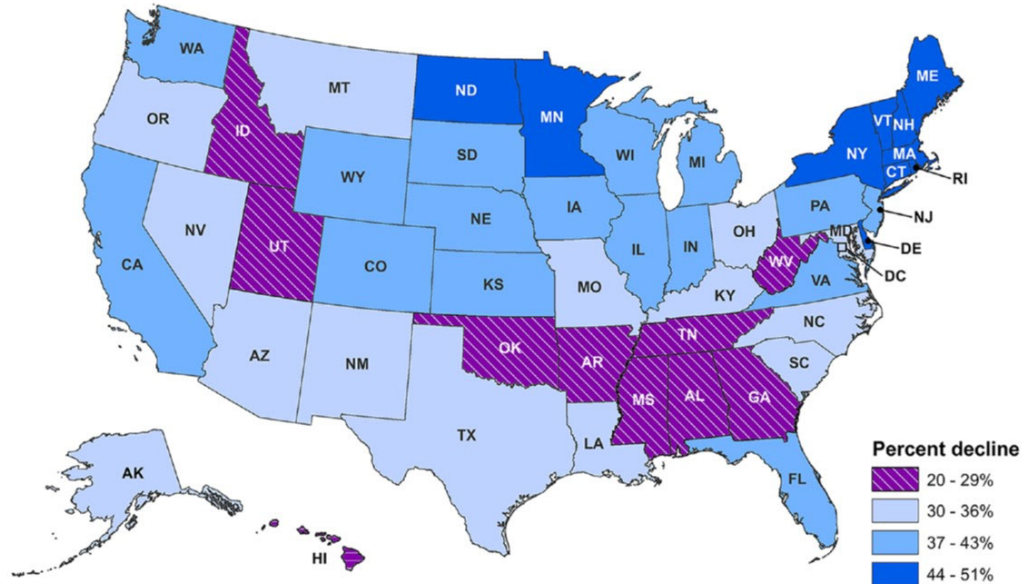 WA
MT
ND
MN
ME
OR
ID
SD
WI
MI
VT
NH
NY
MA
CT
RI
WY
IA
PA
NJ
NV
UT
NE
IL
IN
OH
MD
DE
CA
CO
KS
MO
KY
WV
VA
DC
AZ
NM
OK
AR
TN
NC
SC
MS
AL
GA
TX
LA
FL
AK
HI
Percent decline
20 - 29%
30 - 36%
37 - 43%
44 - 51%